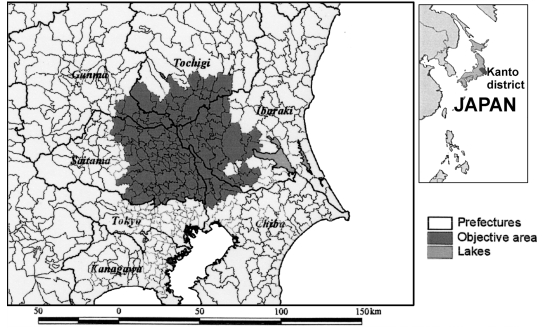 Tochigi
Gunma
Ibaraki
Saitama
Tokyo
Chiba
Kanagawa
50 0 50 100 150km
Kanto
district
JAPAN
Prefectures
Objective area
Lakes